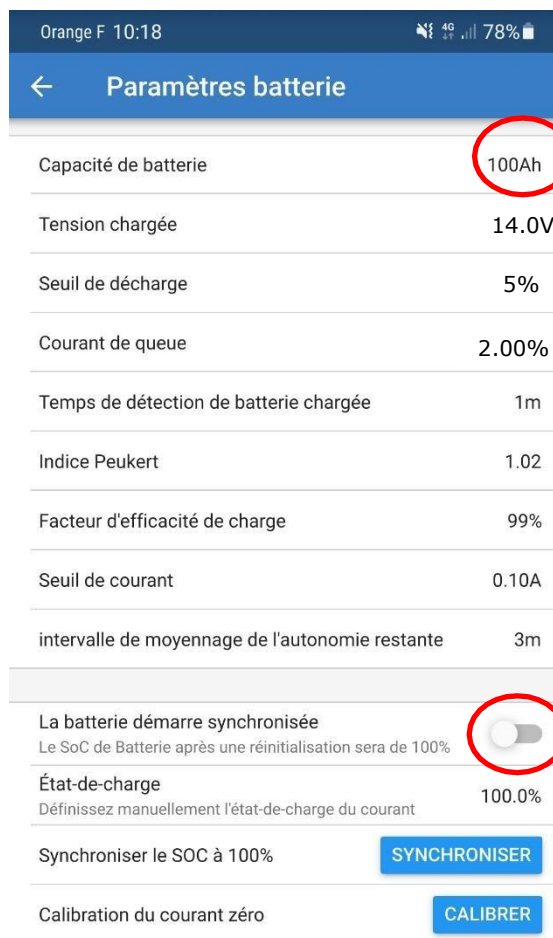 Orange F 10:18 4G 78%
Paramètres batterie
Capacité de batterie 100Ah
Tension chargée 14.0V
Seuil de décharge 5%
Courant de queue 2.00%
Temps de détection de batterie chargée 1m
Indice Peukert 1.02
Facteur d'efficacité de charge 99%
Seuil de courant 0.10A
intervalle de moyennage de l'autonomie restante 3m
La batterie démarre synchronisée
Le SoC de Batterie après une réinitialisation sera de 100%
État-de-charge 100.0%
Définissez manuellement l'état-de-charge du courant
Synchroniser le SOC à 100% SYNCHRONISER
Calibration du courant zéro CALIBRER